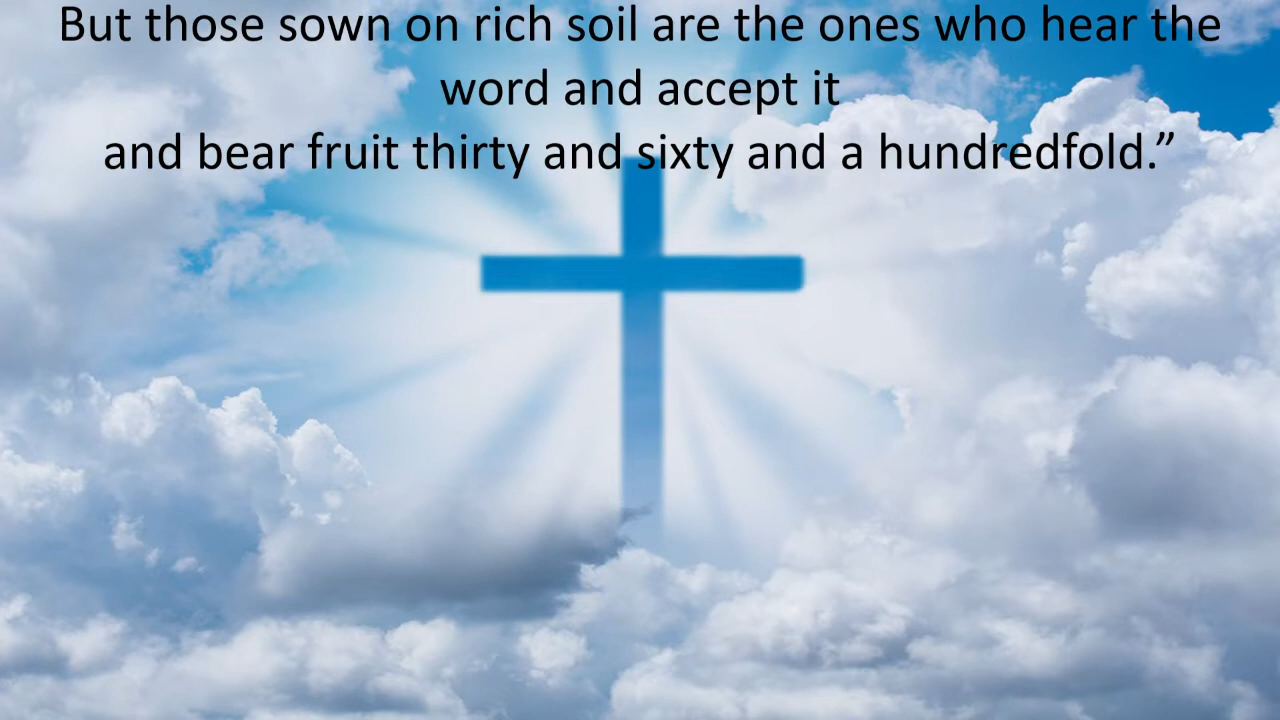 But those sown on rich soil are the ones who hear the
word and accept it
and bear fruit thirty and sixty and a hundredfold.”